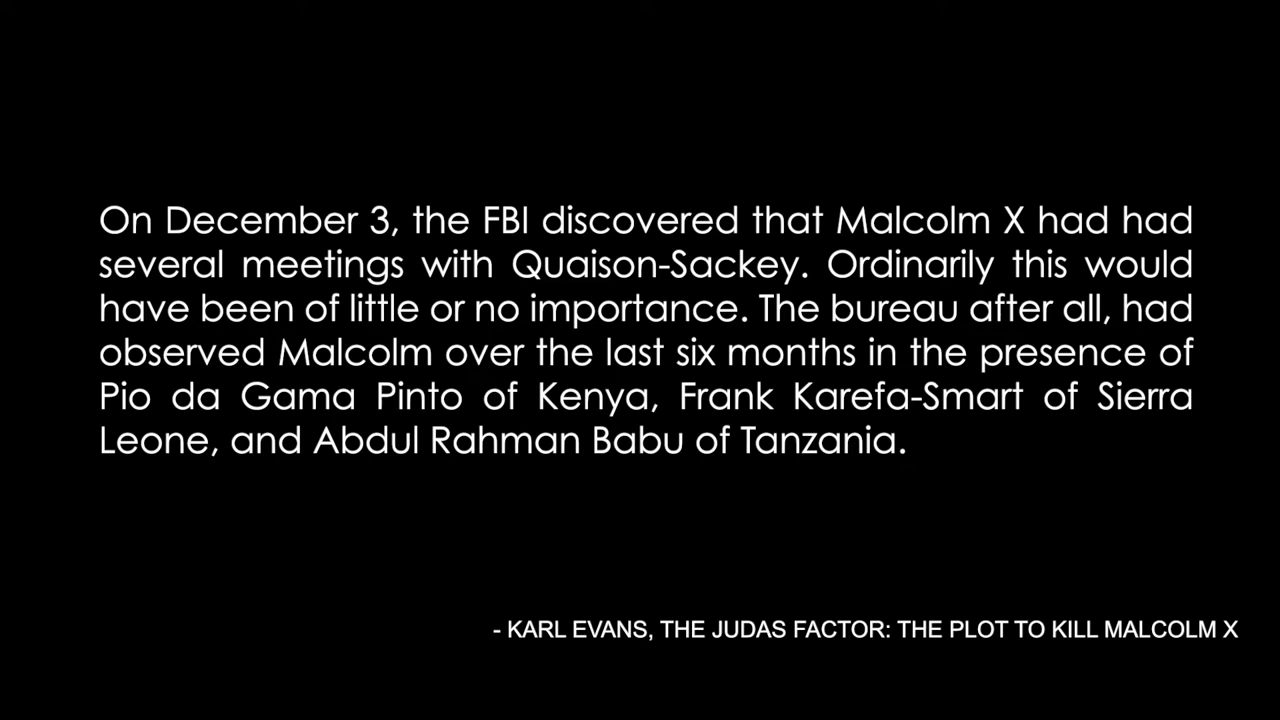 On December 3, the FBI discovered that Malcolm X had had
several meetings with Quaison-Sackey. Ordinarily this would
have been of little or no importance. The bureau after all, had
observed Malcolm over the last six months in the presence of
Pio da Gama Pinto of Kenya, Frank Karefa-Smart of Sierra
Leone, and Abdul Rahman Babu of Tanzania.
- KARL EVANS, THE JUDAS FACTOR: THE PLOT TO KILL MALCOLM X